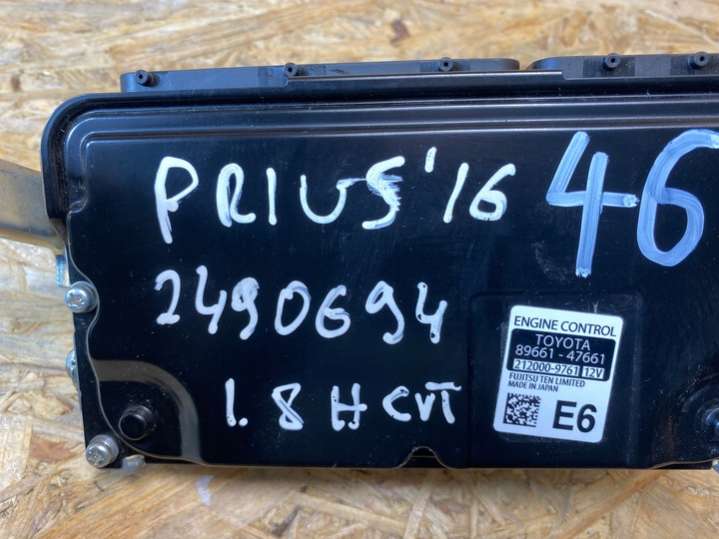 PRIUS '16 46
2490694
1.8 H CVT
ENGINE CONTROL
TOYOTA
89661 - 47661
212000-9761 12V
FUJITSU TEN LIMITED
MADE IN JAPAN
E6